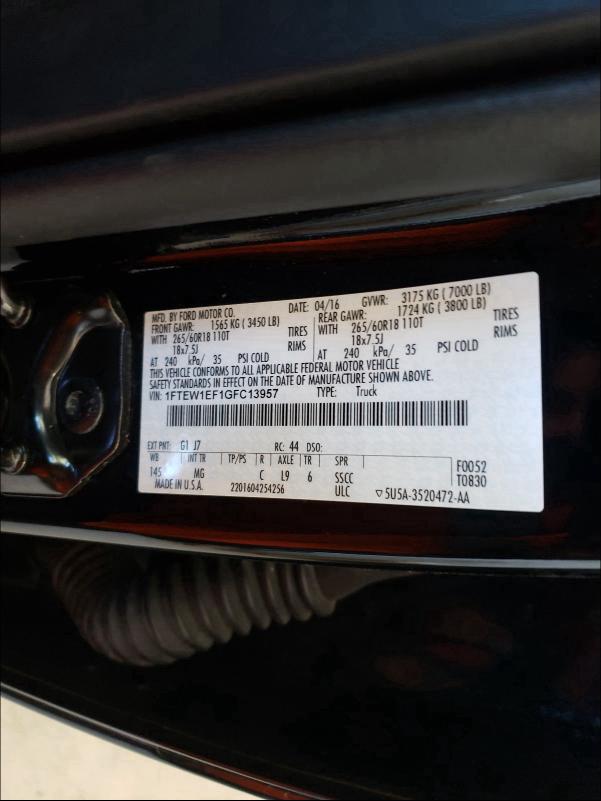 MFD. BY FORD MOTOR CO. DATE: 04/16 GVWR: 3175 KG ( 7000 LB)
FRONT GAWR: 1565 KG ( 3450 LB) REAR GAWR: 1724 KG ( 3800 LB)
WITH 265/60R18 110T TIRES WITH 265/60R18 110T TIRES
18x7.5J RIMS 18x7.5J RIMS
AT 240 kPa/ 35 PSI COLD AT 240 kPa/ 35 PSI COLD
THIS VEHICLE CONFORMS TO ALL APPLICABLE FEDERAL MOTOR VEHICLE
SAFETY STANDARDS IN EFFECT ON THE DATE OF MANUFACTURE SHOWN ABOVE.
VIN: 1FTEW1EF1GFC13957 TYPE: Truck
EXT PNT: G1 J7 RC: 44 DSO:
WB INT TR TP/PS R AXLE TR SPR F0052
145 MG C L9 6 SSCC T0830
MADE IN U.S.A. 2201604254256 ULC ▽5U5A-3520472-AA